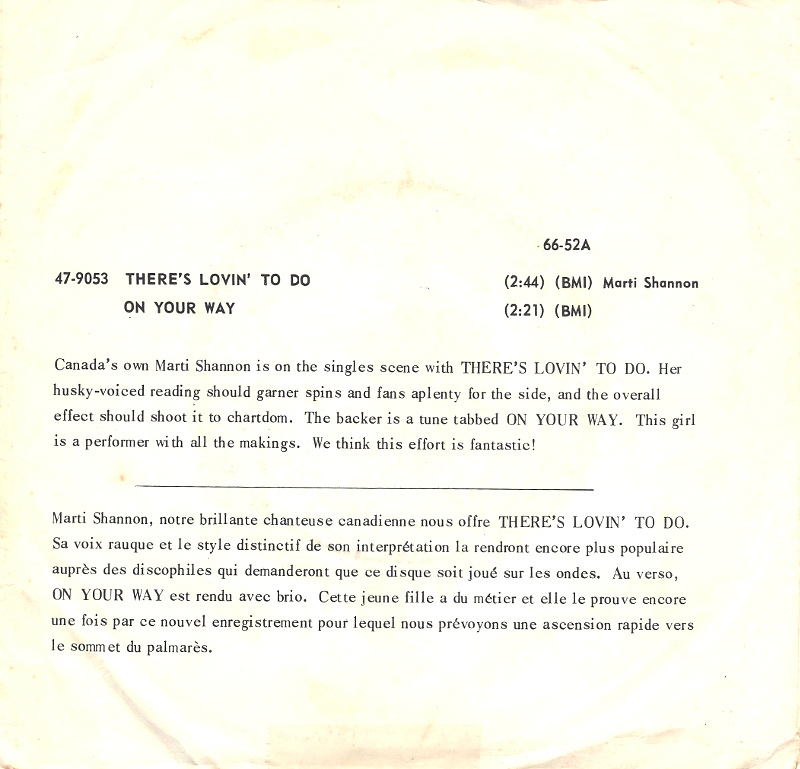 66-52A
47-9053 THERE'S LOVIN' TO DO (2:44) (BMI) Marti Shannon
ON YOUR WAY (2:21) (BMI)
Canada's own Marti Shannon is on the singles scene with THERE'S LOVIN' TO DO. Her
husky-voiced reading should garner spins and fans aplenty for the side, and the overall
effect should shoot it to chartdom. The backer is a tune tabbed ON YOUR WAY. This girl
is a performer with all the makings. We think this effort is fantastic!
Marti Shannon, notre brillante chanteuse canadienne nous offre THERE'S LOVIN' TO DO.
Sa voix rauque et le style distinctif de son interprétation la rendront encore plus populaire
auprès des discophiles qui demanderont que ce disque soit joué sur les ondes. Au verso,
ON YOUR WAY est rendu avec brio. Cette jeune fille a du métier et elle le prouve encore
une fois par ce nouvel enregistrement pour lequel nous prévoyons une ascension rapide vers
le sommet du palmarès.